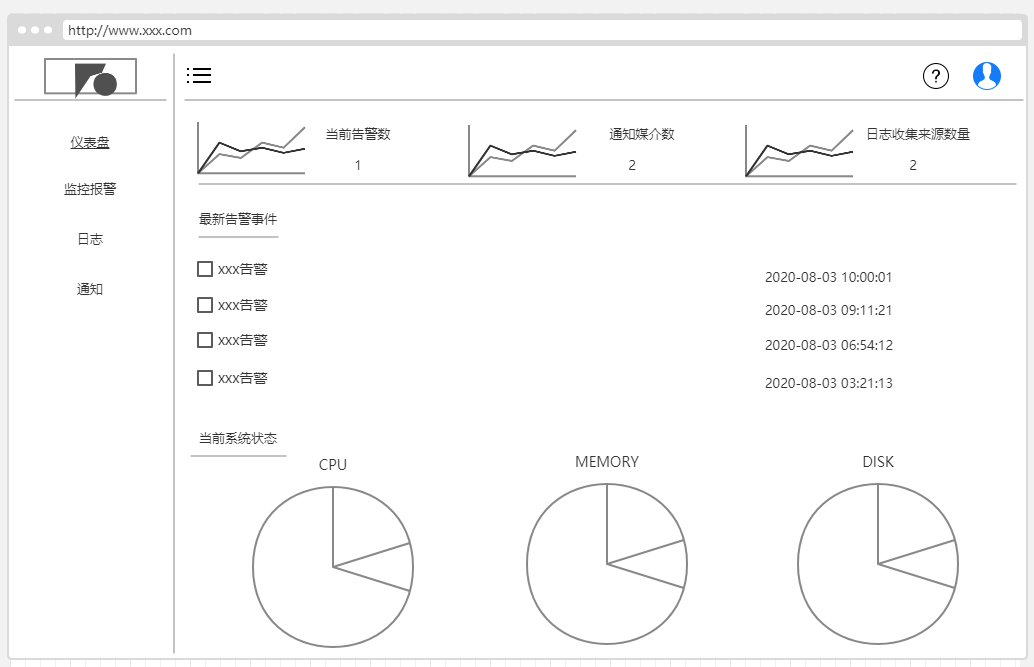 http://www.xxx.com
?
仪表盘
监控报警
日志
通知
当前告警数
1
通知媒介数
2
日志收集来源数量
2
最新告警事件
xxx告警 2020-08-03 10:00:01
xxx告警 2020-08-03 09:11:21
xxx告警 2020-08-03 06:54:12
xxx告警 2020-08-03 03:21:13
当前系统状态
CPU
MEMORY
DISK